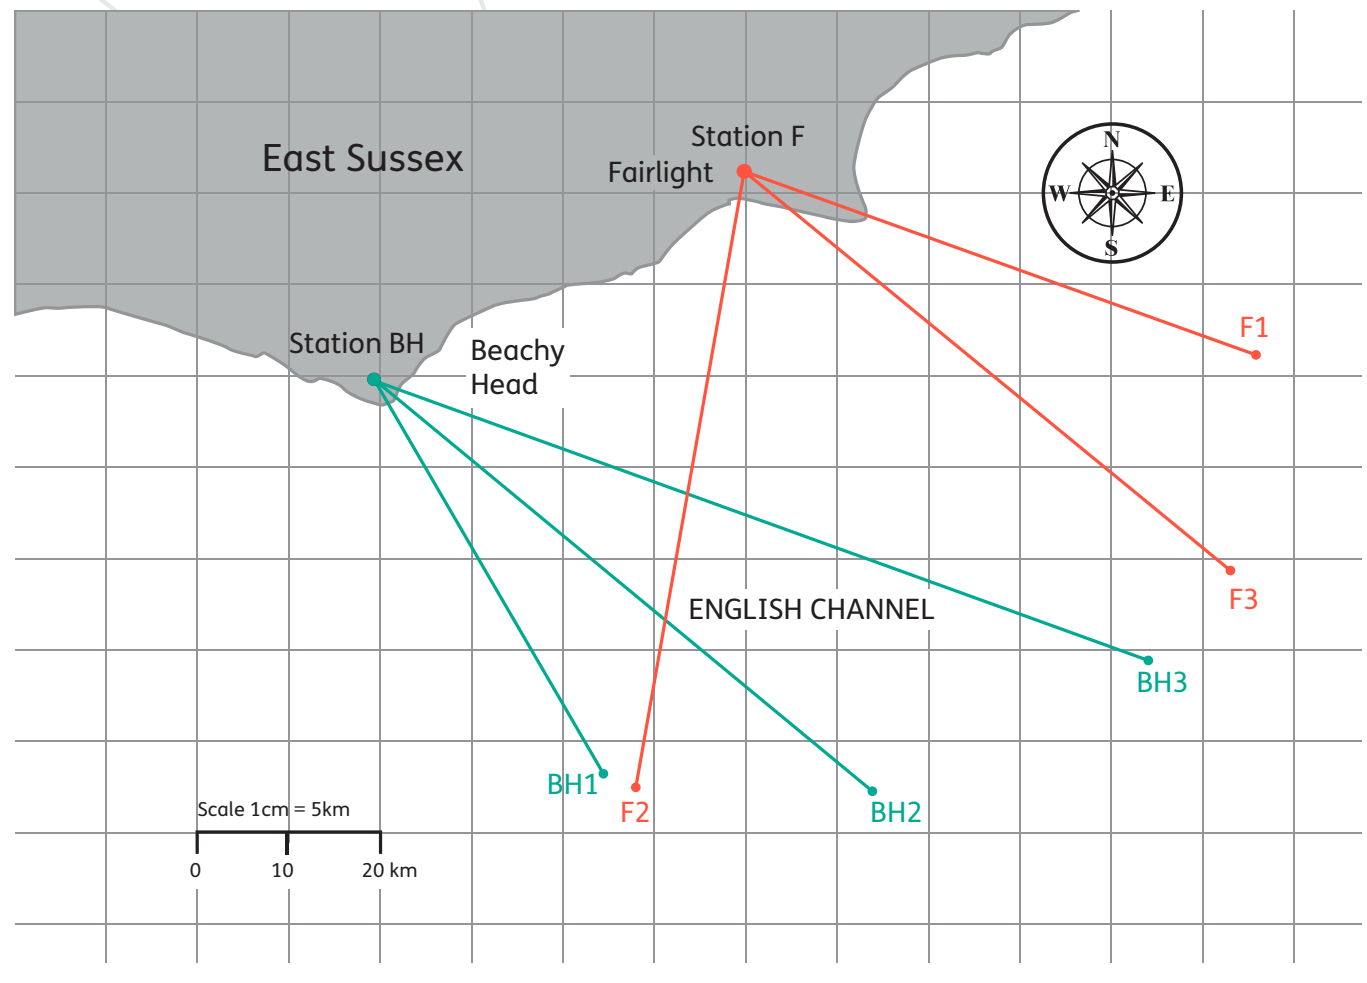 Station F
East Sussex
Fairlight
N
W
E
S
F1
Station BH
Beachy
Head
F3
ENGLISH CHANNEL
BH3
BH1
F2
BH2
Scale 1cm = 5km
0 10 20 km